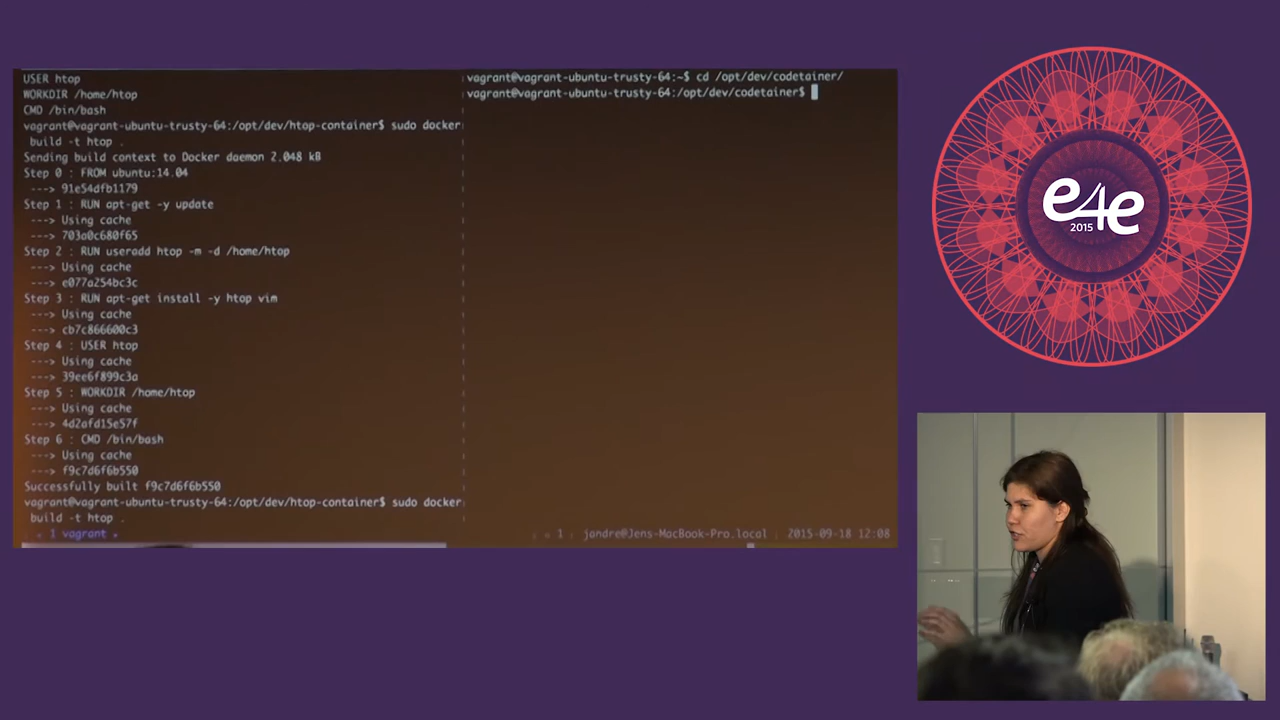 USER htop
WORKDIR /home/htop
CMD /bin/bash
vagrant@vagrant-ubuntu-trusty-64:/opt/dev/htop-container$ sudo docker
build -t htop .
Sending build context to Docker daemon 2.048 kB
Step 0 : FROM ubuntu:14.04
---> 91e54dfb1179
Step 1 : RUN apt-get -y update
---> Using cache
---> 703a0c680f65
Step 2 : RUN useradd htop -m -d /home/htop
---> Using cache
---> e077a254bc3c
Step 3 : RUN apt-get install -y htop vim
---> Using cache
---> cb7c866600c3
Step 4 : USER htop
---> Using cache
---> 39ee6f899c3a
Step 5 : WORKDIR /home/htop
---> Using cache
---> 4d2afd15e57f
Step 6 : CMD /bin/bash
---> Using cache
---> f9c7d6f6b550
Successfully built f9c7d6f6b550
vagrant@vagrant-ubuntu-trusty-64:/opt/dev/htop-container$ sudo docker
build -t htop .
1 vagrant
vagrant@vagrant-ubuntu-trusty-64:~$ cd /opt/dev/codetainer/
vagrant@vagrant-ubuntu-trusty-64:/opt/dev/codetainer$
1 jandre@Jens-MacBook-Pro.local 2015-09-18 12:08
e4e
2015